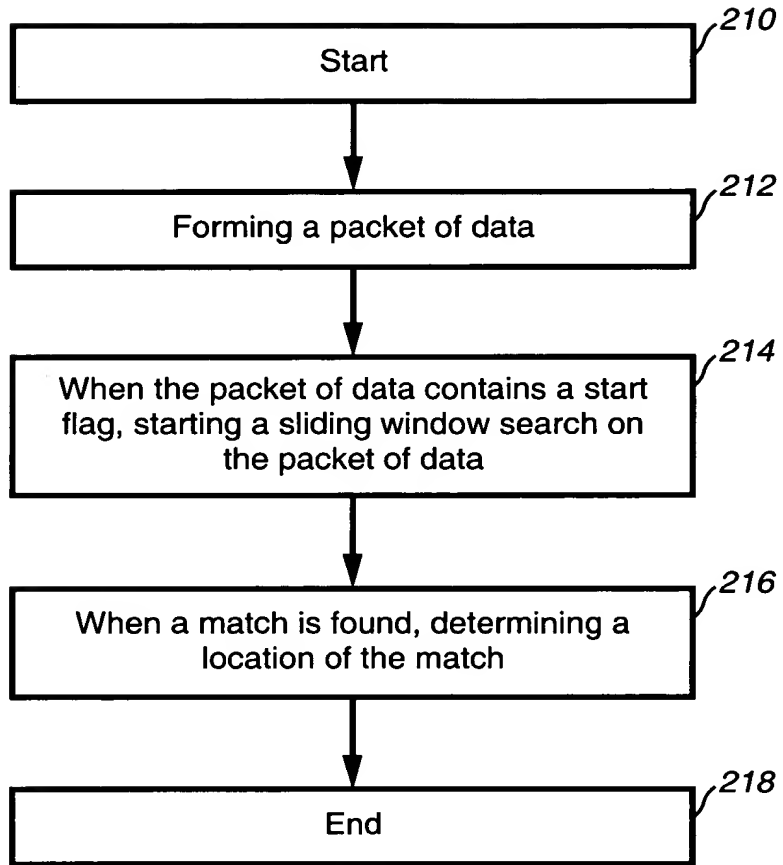 210
Start
212
Forming a packet of data
214
When the packet of data contains a start
flag, starting a sliding window search on
the packet of data
216
When a match is found, determining a
location of the match
218
End